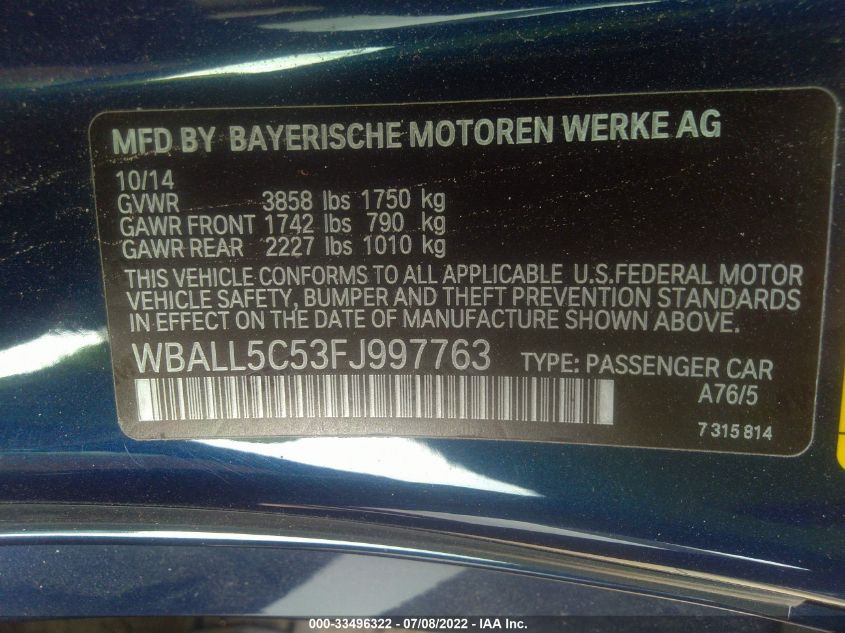 MFD BY BAYERISCHE MOTOREN WERKE AG
10/14
GVWR 3858 lbs 1750 kg
GAWR FRONT 1742 lbs 790 kg
GAWR REAR 2227 lbs 1010 kg
THIS VEHICLE CONFORMS TO ALL APPLICABLE U.S.FEDERAL MOTOR
VEHICLE SAFETY, BUMPER AND THEFT PREVENTION STANDARDS
IN EFFECT ON THE DATE OF MANUFACTURE SHOWN ABOVE.
WBALL5C53FJ997763 TYPE: PASSENGER CAR
A76/5
7 315 814
000-33496322 - 07/08/2022 - IAA Inc.